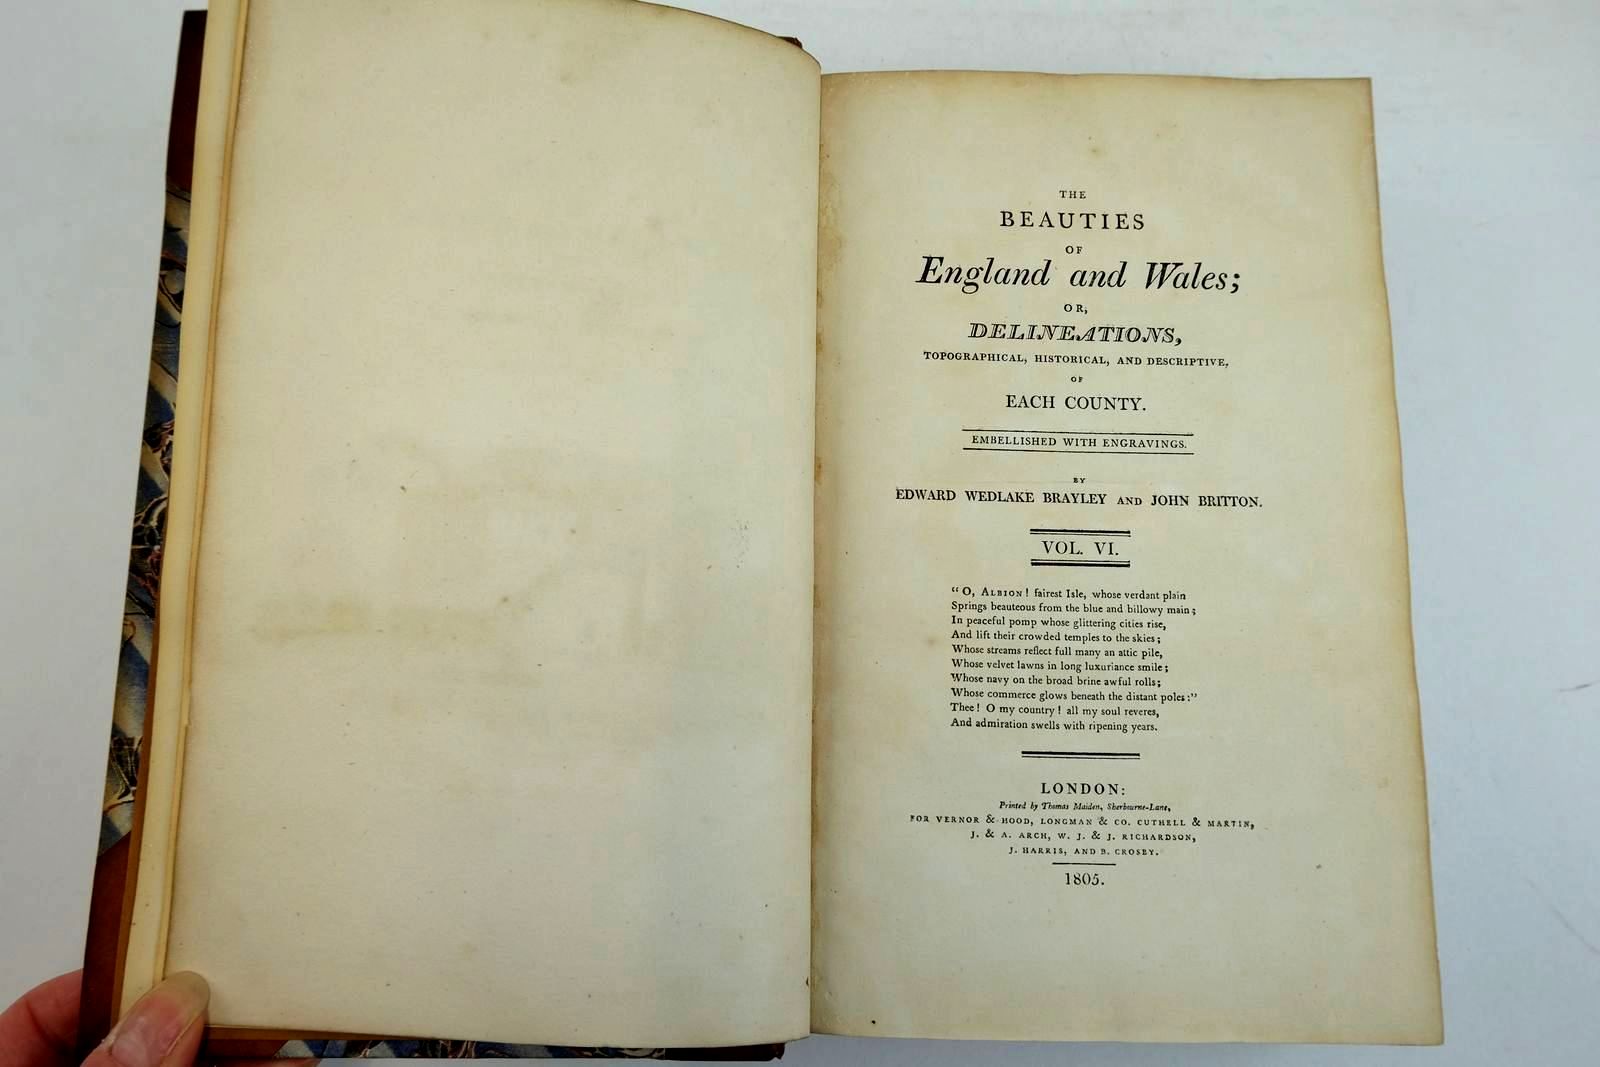 THE
BEAUTIES
OF
England and Wales;
OR,
DELINEATIONS,
TOPOGRAPHICAL, HISTORICAL, AND DESCRIPTIVE,
OF
EACH COUNTY.
EMBELLISHED WITH ENGRAVINGS.
BY
EDWARD WEDLAKE BRAYLEY AND JOHN BRITTON.
VOL. VI.
"O, ALBION! fairest Isle, whose verdant plain
Springs beauteous from the blue and billowy main;
In peaceful pomp whose glittering cities rise,
And lift their crowded temples to the skies;
Whose streams reflect full many an attic pile,
Whose velvet lawns in long luxuriance smile;
Whose navy on the broad brine awful rolls;
Whose commerce glows beneath the distant poles:"
Thee! O my country! all my soul reveres,
And admiration swells with ripening years.
LONDON:
Printed by Thomas Maiden, Sherbourne-Lane,
FOR VERNOR & HOOD, LONGMAN & CO. CUTHELL & MARTIN,
J. & A. ARCH, W. J. & J. RICHARDSON,
J. HARRIS, AND B. CROSBY.
1805.